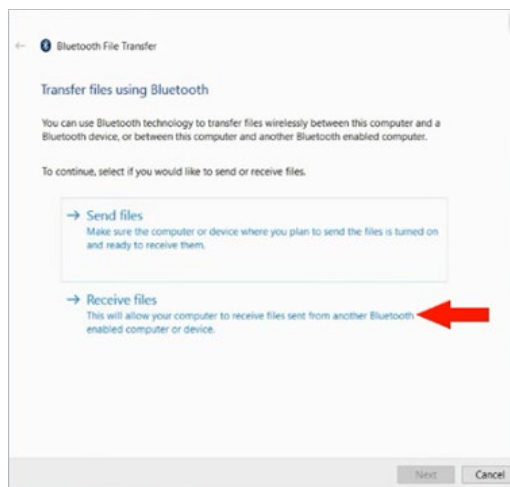 Bluetooth File Transfer
Transfer files using Bluetooth
You can use Bluetooth technology to transfer files wirelessly between this computer and a
Bluetooth device, or between this computer and another Bluetooth enabled computer.
To continue, select if you would like to send or receive files.
→ Send files
Make sure the computer or device where you plan to send the files is turned on
and ready to receive them.
→ Receive files
This will allow your computer to receive files sent from another Bluetooth
enabled computer or device.
Next Cancel